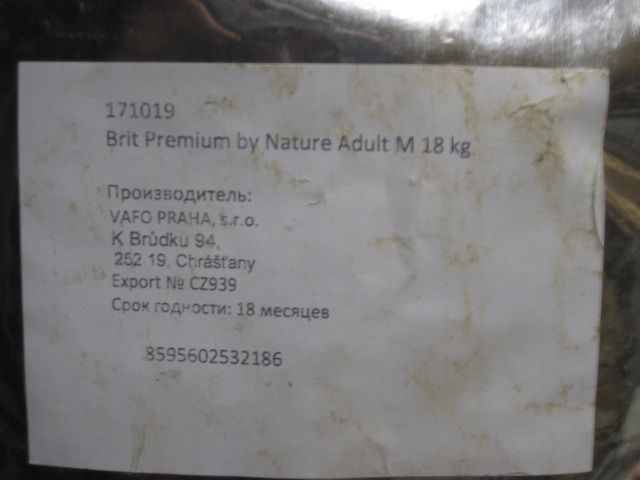 171019
Brit Premium by Nature Adult M 18 kg
Производитель:
VAFO PRAHA, s.r.o.
K Brůdku 94,
252 19, Chrášťany
Export № CZ939
Срок годности: 18 месяцев
8595602532186